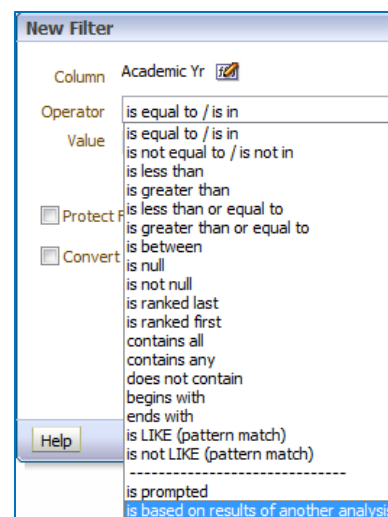 New Filter
Column Academic Yr
Operator is equal to / is in
is equal to / is in
Value
is not equal to / is not in
is less than
is greater than
is less than or equal to
Protect F
is greater than or equal to
is between
Convert
is null
is not null
is ranked last
is ranked first
contains all
contains any
does not contain
begins with
ends with
is LIKE (pattern match)
Help
is not LIKE (pattern match)
------------------------------
is prompted
is based on results of another analysis